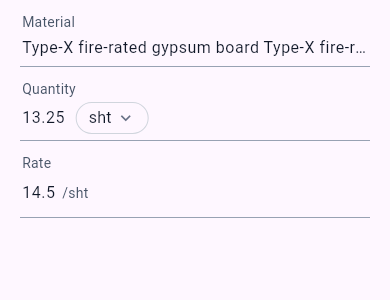 Material
Type-X fire-rated gypsum board Type-X fire-r…
Quantity
13.25 sht
Rate
14.5 /sht